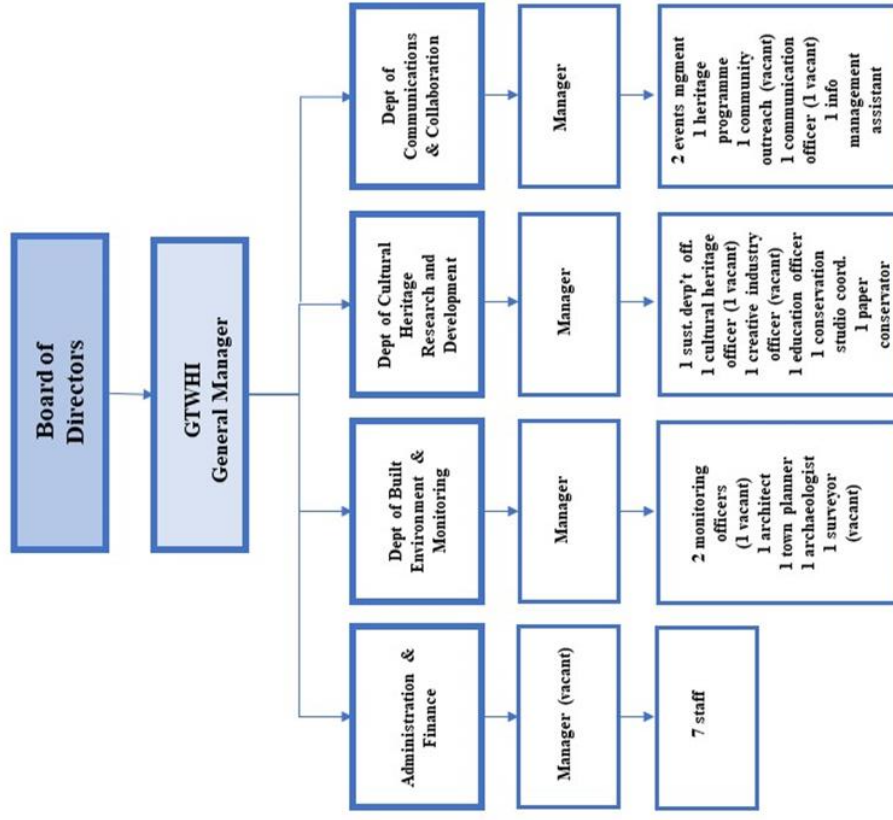 Board of
Directors
GTWHI
General Manager
Administration &
Finance
Manager (vacant)
7 staff
Dept of Built
Environment &
Monitoring
Manager
2 monitoring
officers
(1 vacant)
1 architect
1 town planner
1 archaeologist
1 surveyor
(vacant)
Dept of Cultural
Heritage
Research and
Development
Manager
1 sust. devp't off.
1 cultural heritage
officer (1 vacant)
1 creative industry
officer (vacant)
1 education officer
1 conservation
studio coord.
1 paper
conservator
Dept of
Communications
& Collaboration
Manager
2 events mgment
1 heritage
programme
1 community
outreach (vacant)
1 communication
officer (1 vacant)
1 info
management
assistant